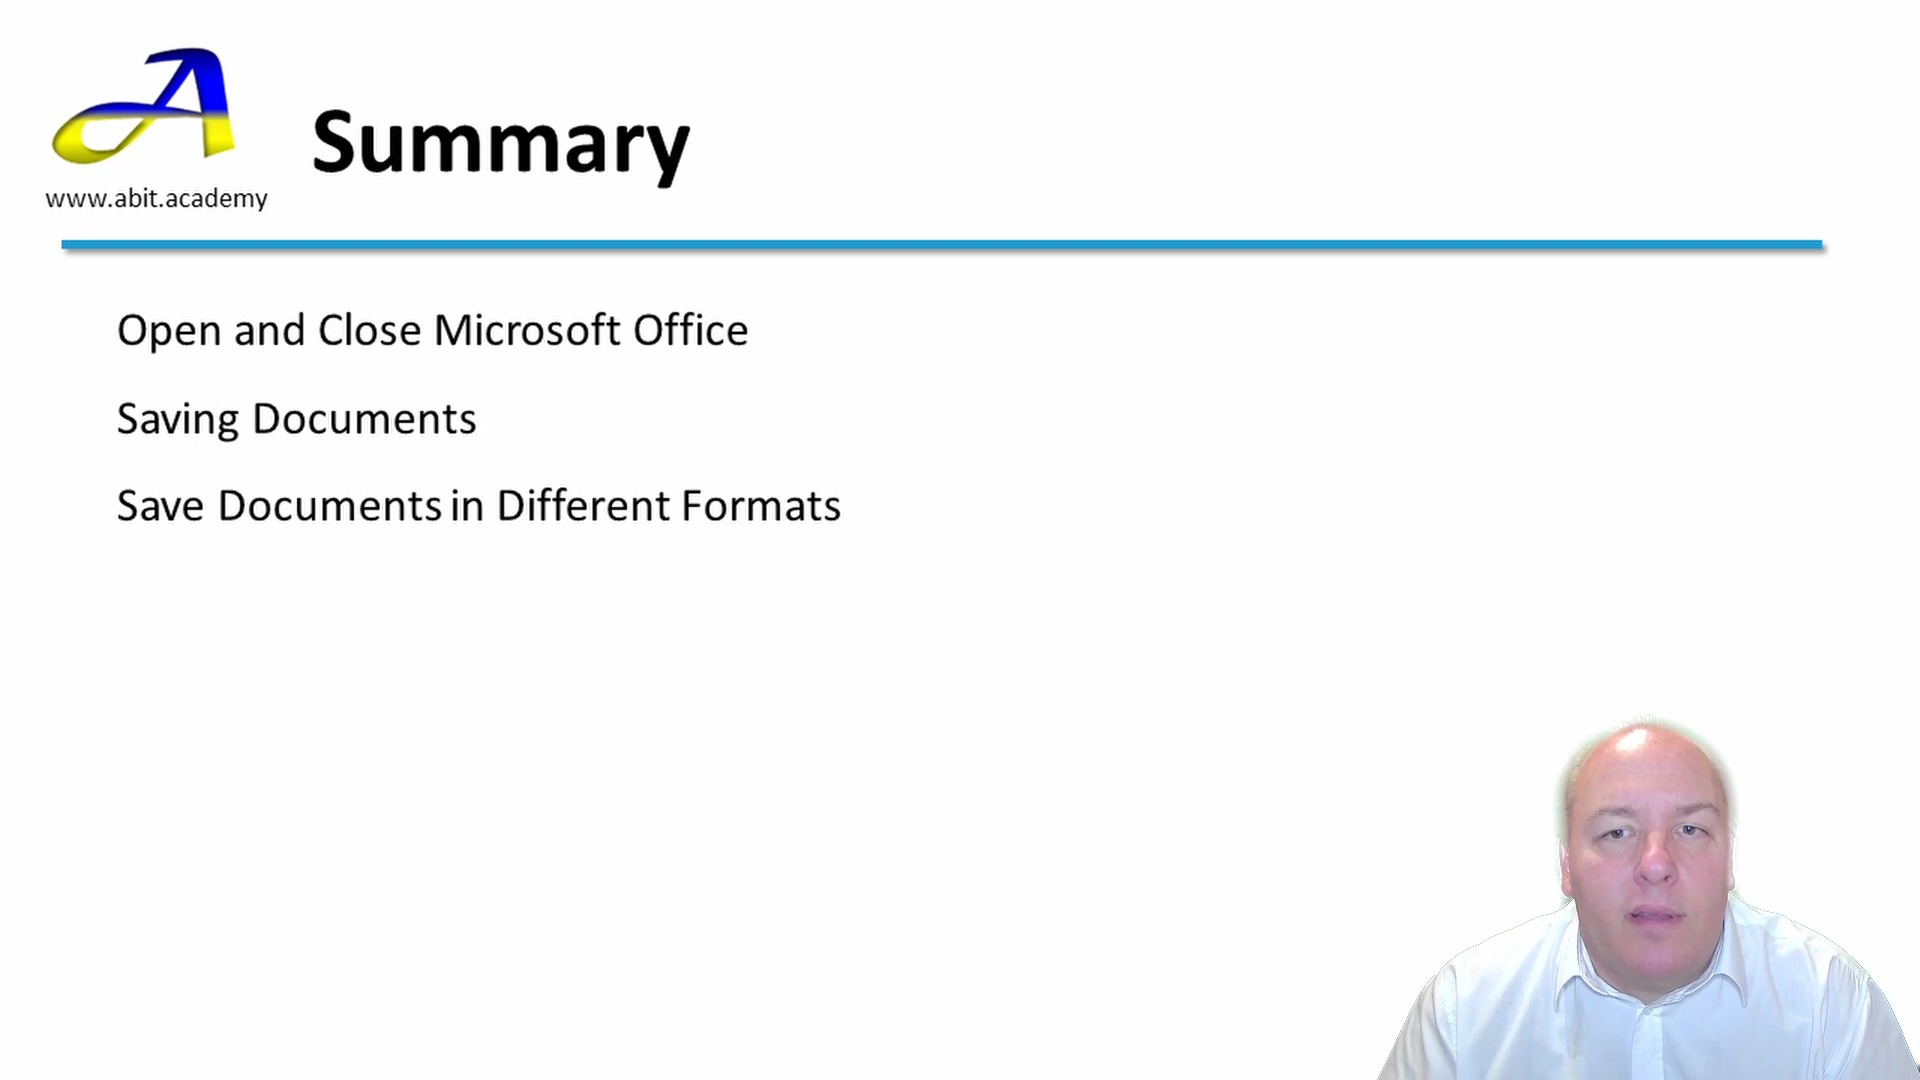 Summary
www.abit.academy
Open and Close Microsoft Office
Saving Documents
Save Documents in Different Formats